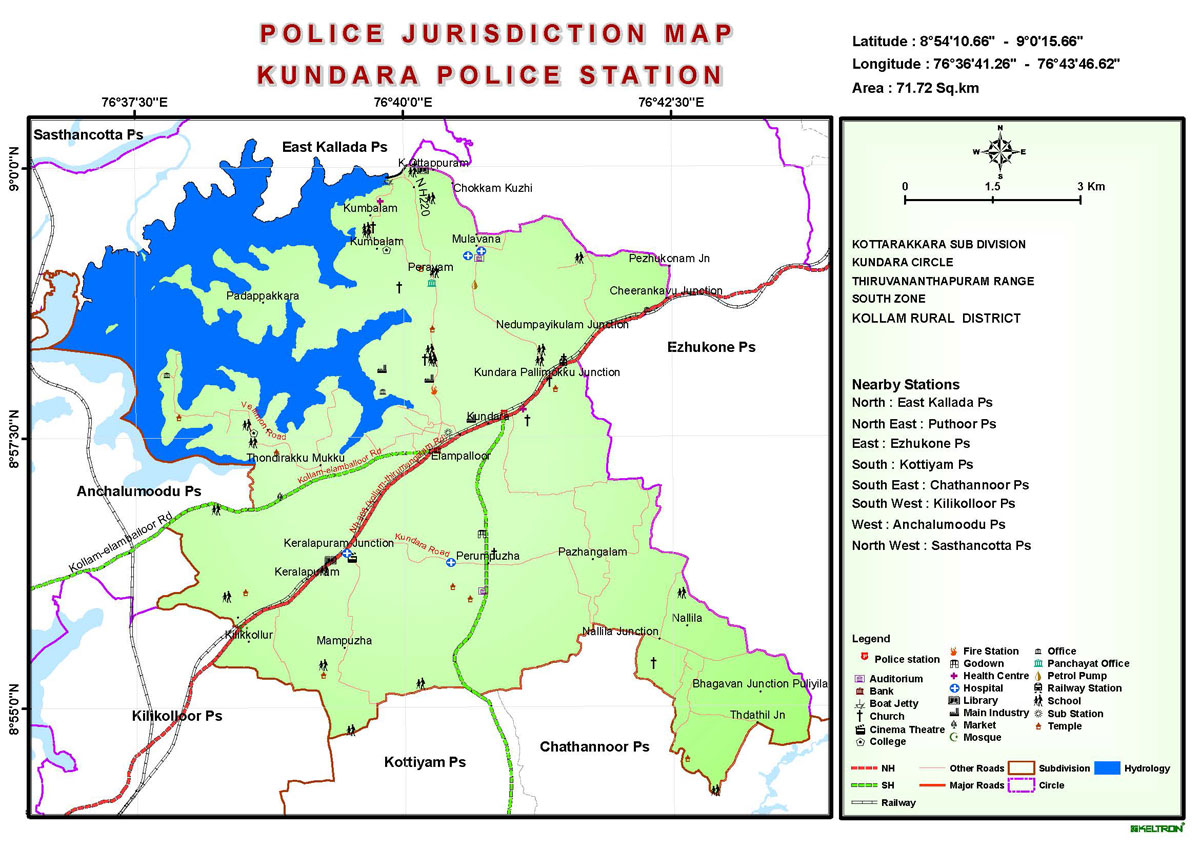 POLICE JURISDICTION MAP
KUNDARA POLICE STATION
Latitude : 8°54'10.66" - 9°0'15.66"
Longitude : 76°36'41.26" - 76°43'46.62"
Area : 71.72 Sq.km
76°37'30"E
76°40'0"E
76°42'30"E
9°0'0"N
8°57'30"N
8°55'0"N
Sasthancotta Ps
East Kallada Ps
K.Ottappuram
Chokkam Kuzhi
NH220
Kumbalam
Kumbalam
Mulavana
Perayam
Pezhukonam Jn
Padappakkara
Cheerankavu Junction
Nedumpayikulam Junction
Ezhukone Ps
Kundara Pallimokku Junction
Kundara
Elampalloor
Thondirakku Mukku
Kollam-elamballoor Rd
Anchalumoodu Ps
Kollam-elamballoor Rd
Keralapuram Junction
Kundara Road
Perumpuzha
Pazhangalam
Keralapuram
Kilikkollur
Mampuzha
Nallila
Nallila Junction
Bhagavan Junction Puliyila
Thdathil Jn
Kilikolloor Ps
Kottiyam Ps
Chathannoor Ps
N
W E
S
0 1.5 3 Km
KOTTARAKKARA SUB DIVISION
KUNDARA CIRCLE
THIRUVANANTHAPURAM RANGE
SOUTH ZONE
KOLLAM RURAL DISTRICT
Nearby Stations
North : East Kallada Ps
North East : Puthoor Ps
East : Ezhukone Ps
South : Kottiyam Ps
South East : Chathannoor Ps
South West : Kilikolloor Ps
West : Anchalumoodu Ps
North West : Sasthancotta Ps
Legend
Police station
Auditorium
Bank
Boat Jetty
Church
Cinema Theatre
College
Fire Station
Godown
Health Centre
Hospital
Library
Main Industry
Market
Mosque
Office
Panchayat Office
Petrol Pump
Railway Station
School
Sub Station
Temple
NH
SH
Railway
Other Roads
Major Roads
Subdivision
Circle
Hydrology
KELTRON